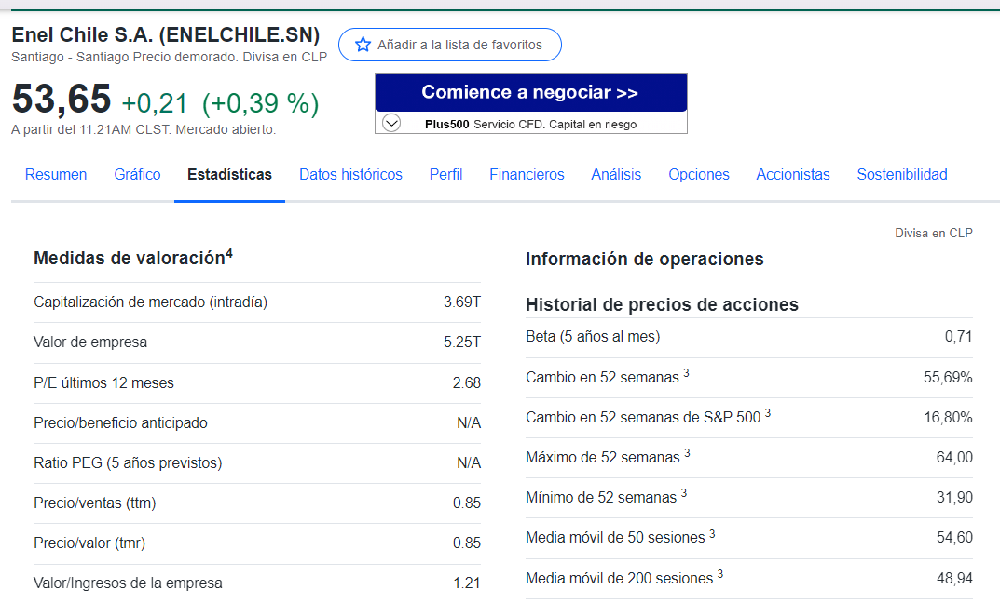 Enel Chile S.A. (ENELCHILE.SN)
Añadir a la lista de favoritos
Santiago - Santiago Precio demorado. Divisa en CLP
53,65 +0,21 (+0,39 %)
A partir del 11:21AM CLST. Mercado abierto.
Comience a negociar >>
Plus500 Servicio CFD. Capital en riesgo
Resumen Gráfico Estadísticas Datos históricos Perfil Financieros Análisis Opciones Accionistas Sostenibilidad
Divisa en CLP
Medidas de valoración4
Capitalización de mercado (intradía) 3.69T
Valor de empresa 5.25T
P/E últimos 12 meses 2.68
Precio/beneficio anticipado N/A
Ratio PEG (5 años previstos) N/A
Precio/ventas (ttm) 0.85
Precio/valor (tmr) 0.85
Valor/Ingresos de la empresa 1.21
Información de operaciones
Historial de precios de acciones
Beta (5 años al mes) 0,71
Cambio en 52 semanas 3 55,69%
Cambio en 52 semanas de S&P 500 3 16,80%
Máximo de 52 semanas 3 64,00
Mínimo de 52 semanas 3 31,90
Media móvil de 50 sesiones 3 54,60
Media móvil de 200 sesiones 3 48,94